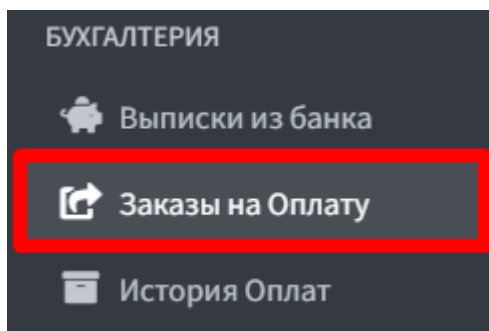 БУХГАЛТЕРИЯ
Выписки из банка
Заказы на Оплату
История Оплат